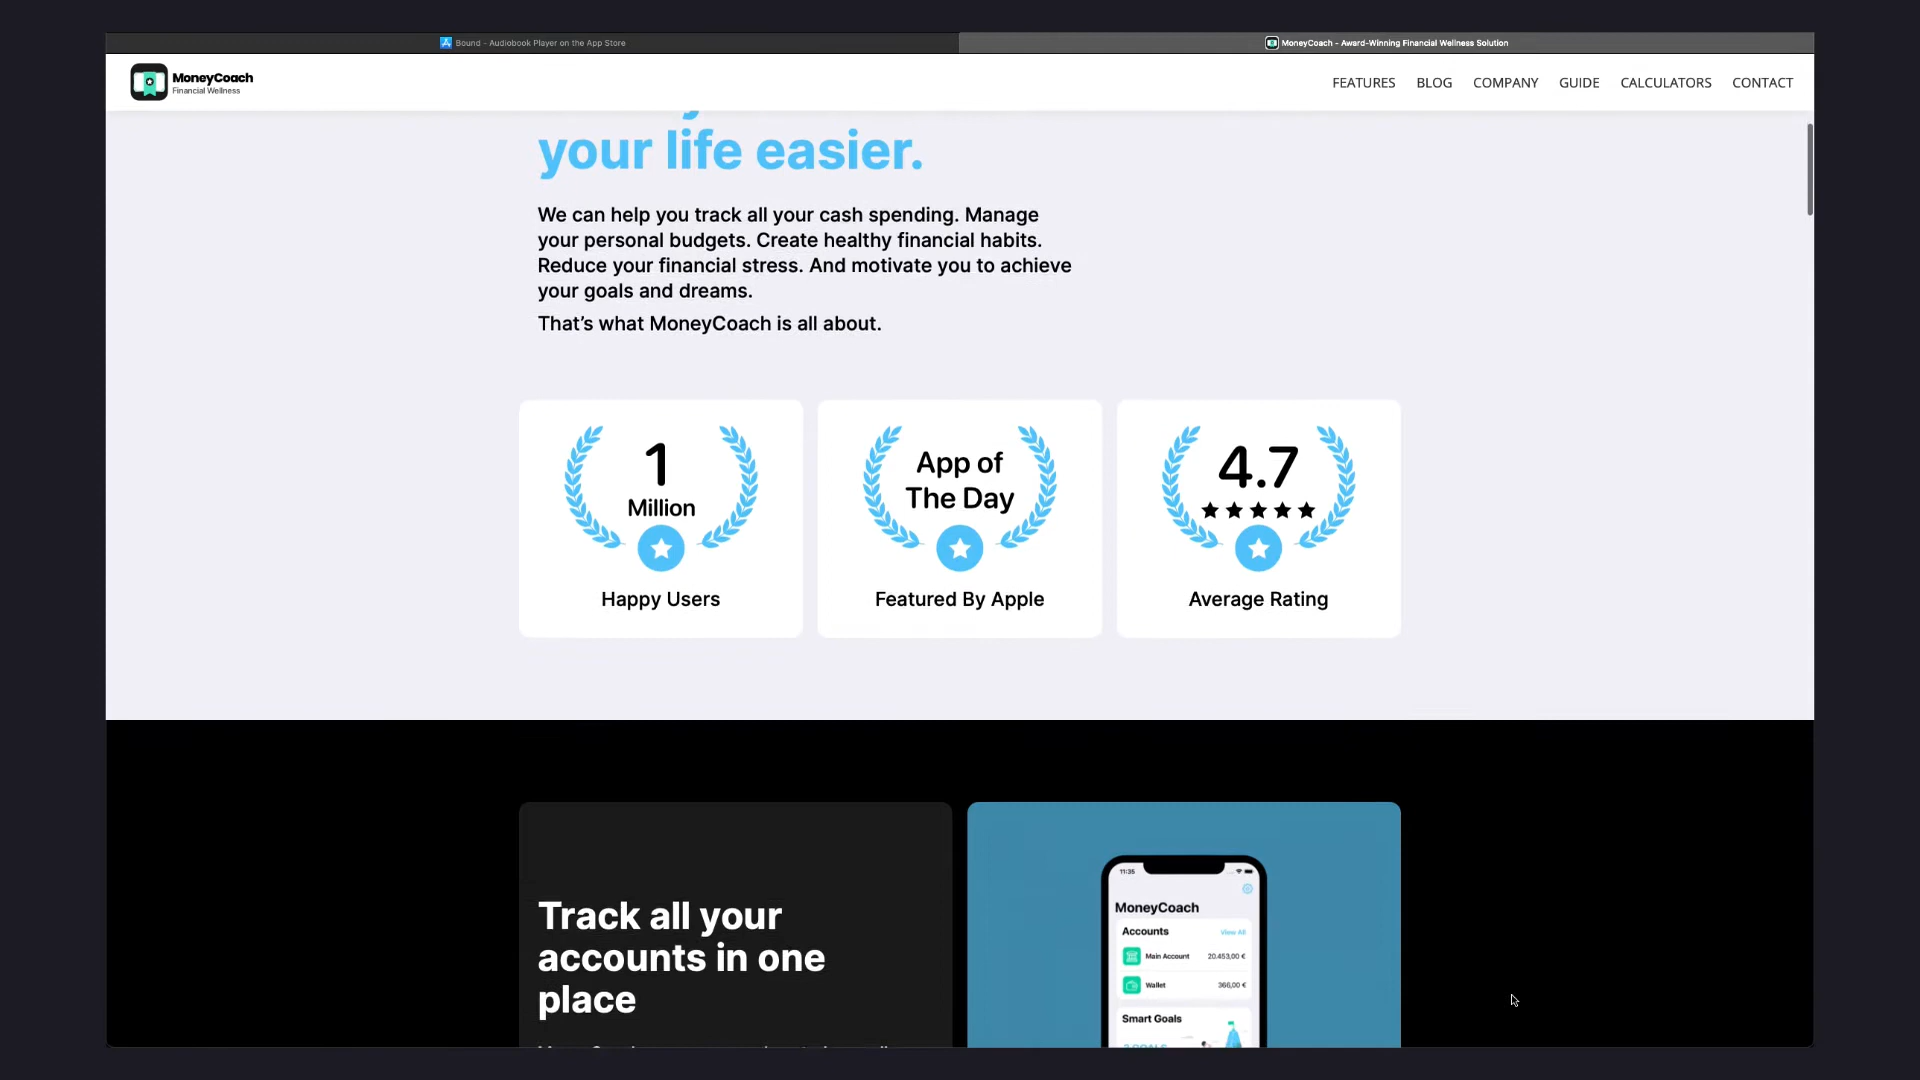 Bound - Audiobook Player on the App Store
MoneyCoach - Award-Winning Financial Wellness Solution
MoneyCoach
Financial Wellness
FEATURES
BLOG
COMPANY
GUIDE
CALCULATORS
CONTACT
your life easier.
We can help you track all your cash spending. Manage
your personal budgets. Create healthy financial habits.
Reduce your financial stress. And motivate you to achieve
your goals and dreams.
That’s what MoneyCoach is all about.
1
Million
Happy Users
App of
The Day
Featured By Apple
4.7
Average Rating
Track all your
accounts in one
place
11:35
MoneyCoach
Accounts
View All
Main Account
20.453,00 €
Wallet
366,00 €
Smart Goals